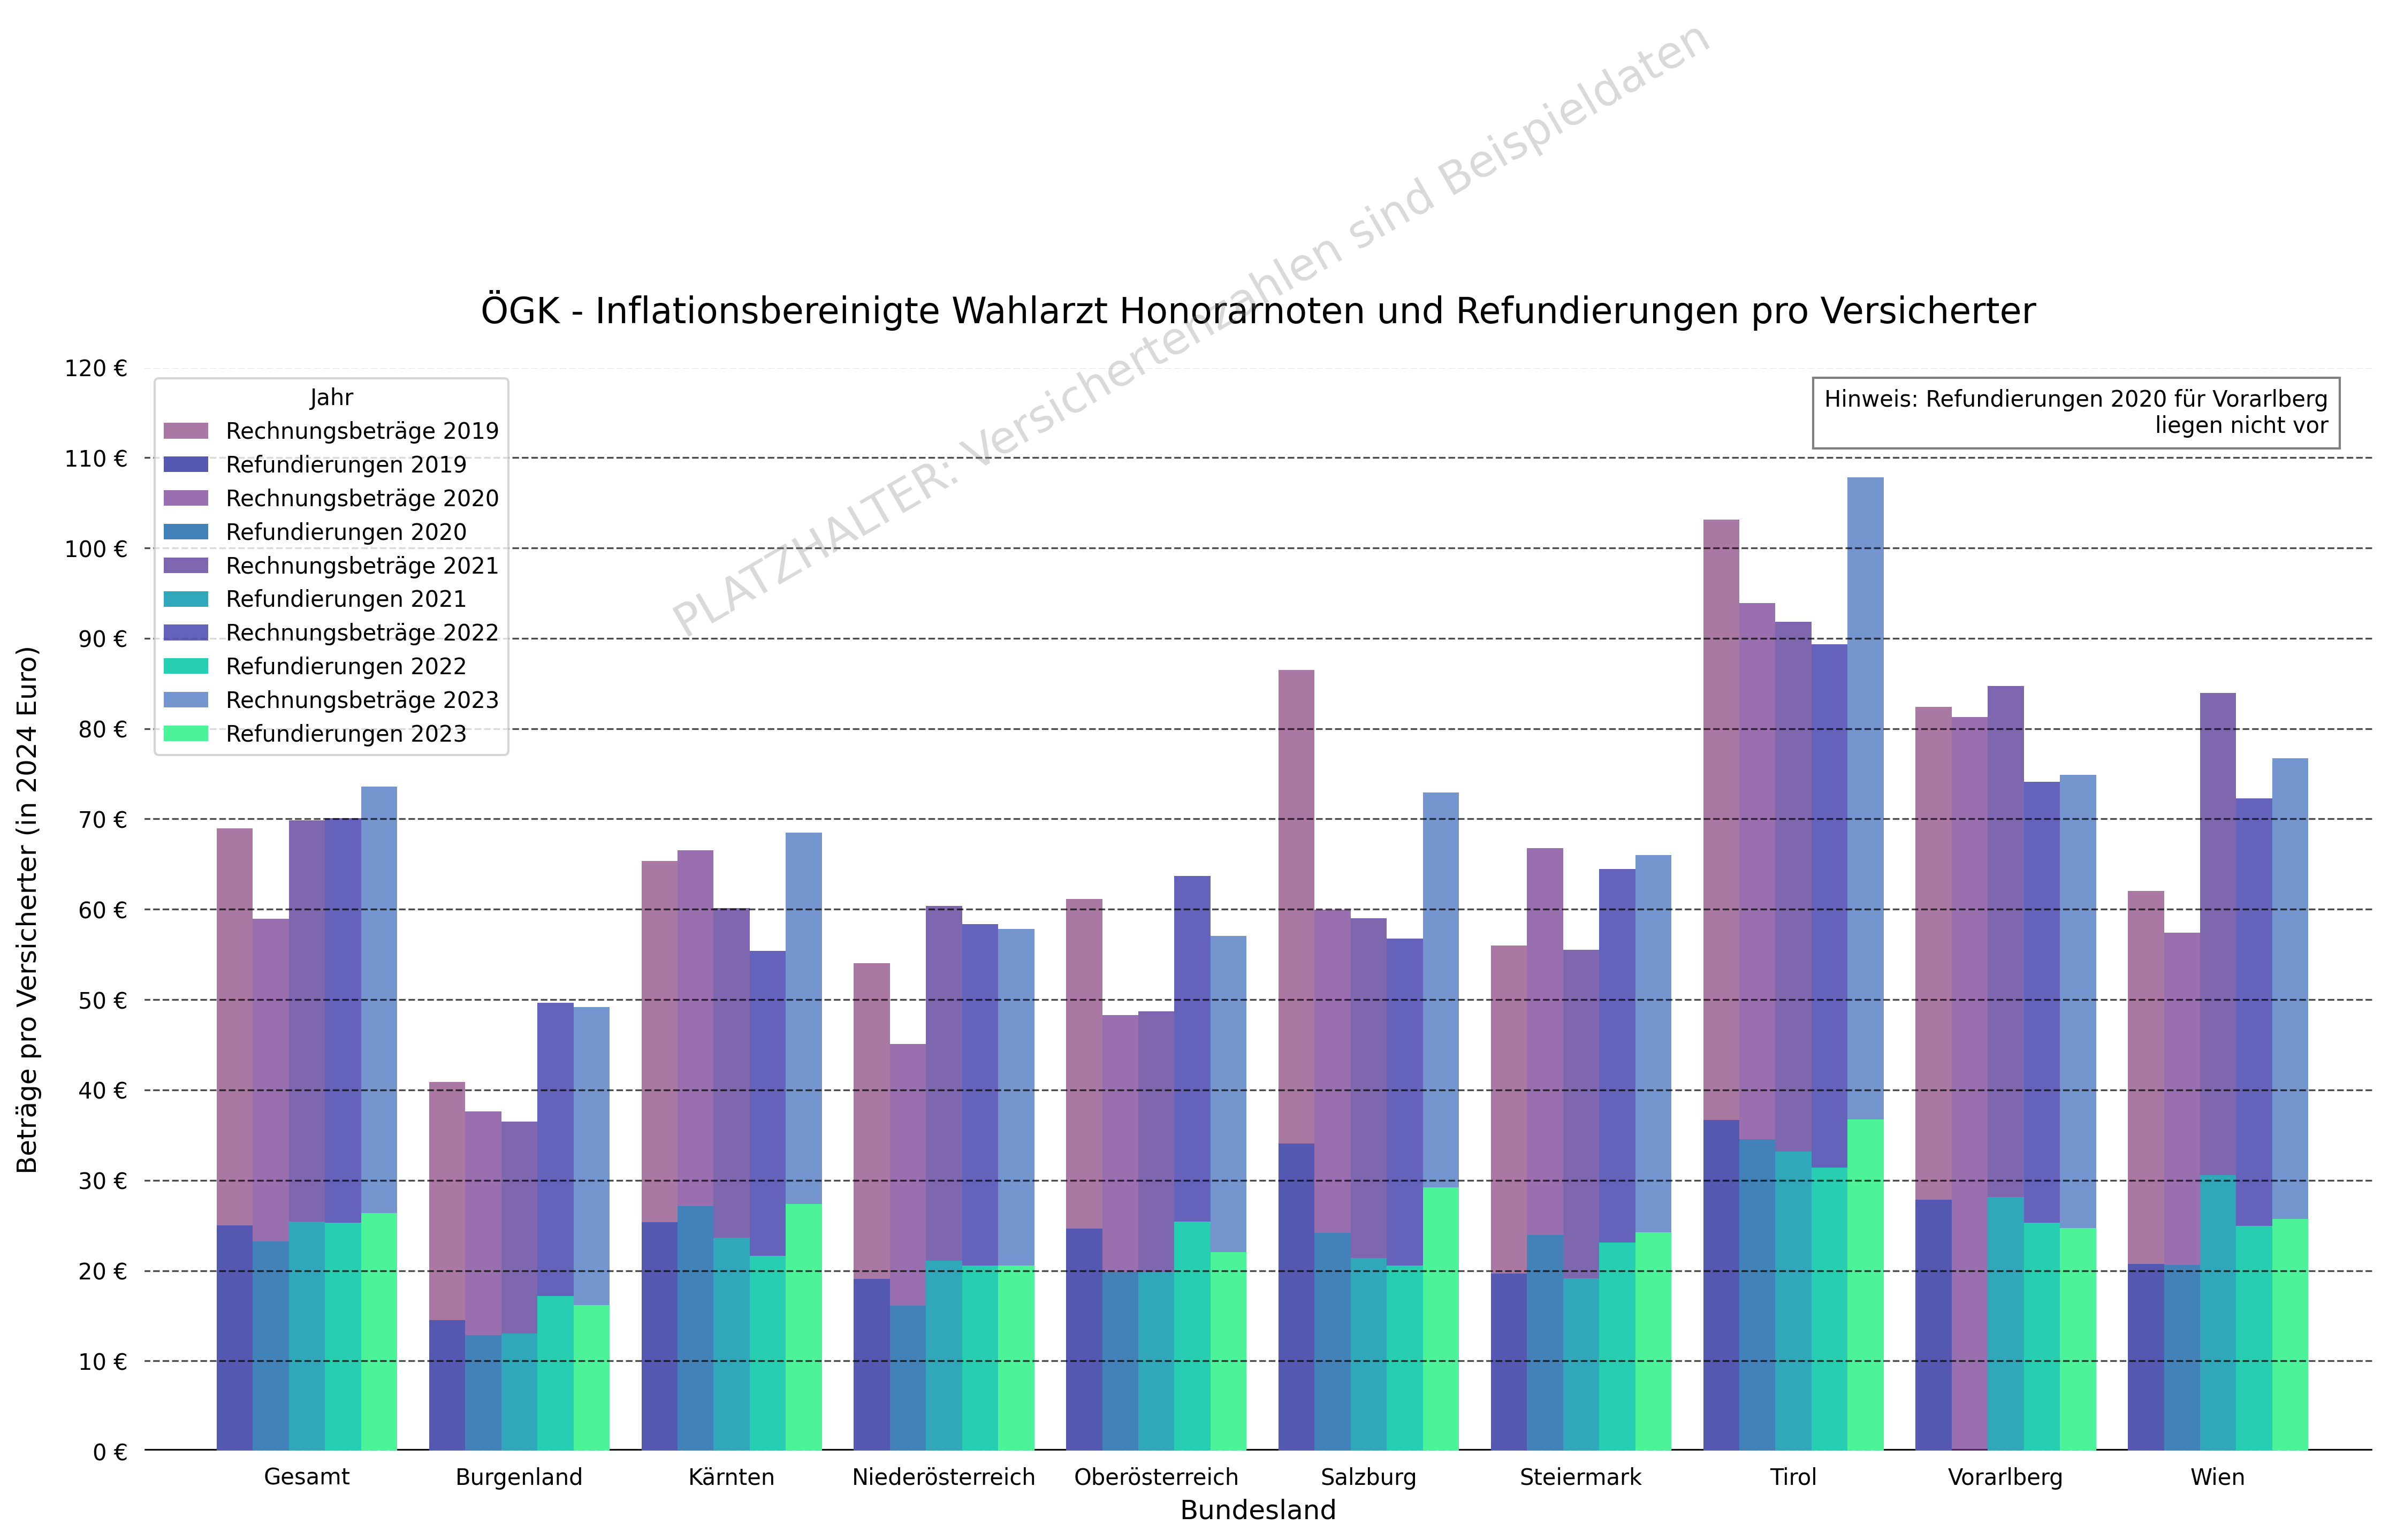 PLATZHALTER: Versichertenzahlen sind Beispieldaten
ÖGK - Inflationsbereinigte Wahlarzt Honorarnoten und Refundierungen pro Versicherter
Beträge pro Versicherter (in 2024 Euro)
120 €
110 €
100 €
90 €
80 €
70 €
60 €
50 €
40 €
30 €
20 €
10 €
0 €
Jahr
Rechnungsbeträge 2019
Refundierungen 2019
Rechnungsbeträge 2020
Refundierungen 2020
Rechnungsbeträge 2021
Refundierungen 2021
Rechnungsbeträge 2022
Refundierungen 2022
Rechnungsbeträge 2023
Refundierungen 2023
Hinweis: Refundierungen 2020 für Vorarlberg
liegen nicht vor
Gesamt
Burgenland
Kärnten
Niederösterreich
Oberösterreich
Salzburg
Steiermark
Tirol
Vorarlberg
Wien
Bundesland